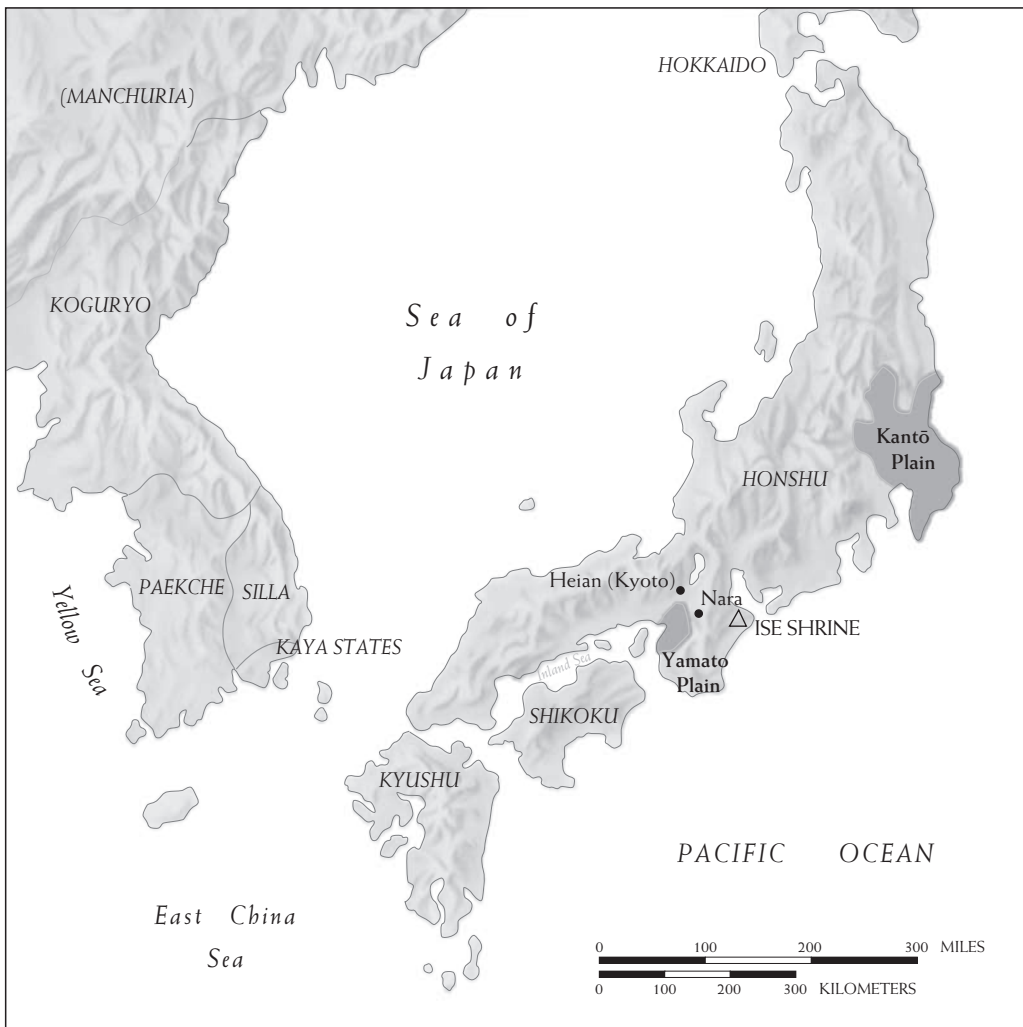 HOKKAIDO
(MANCHURIA)
KOGURYO
Sea of
Japan
Kantō
Plain
HONSHU
Heian (Kyoto)
Nara
ISE SHRINE
PAEKCHE
SILLA
Yellow Sea
KAYA STATES
Inland Sea
Yamato
Plain
SHIKOKU
KYUSHU
PACIFIC OCEAN
East China
Sea
0 100 200 300 MILES
0 100 200 300 KILOMETERS